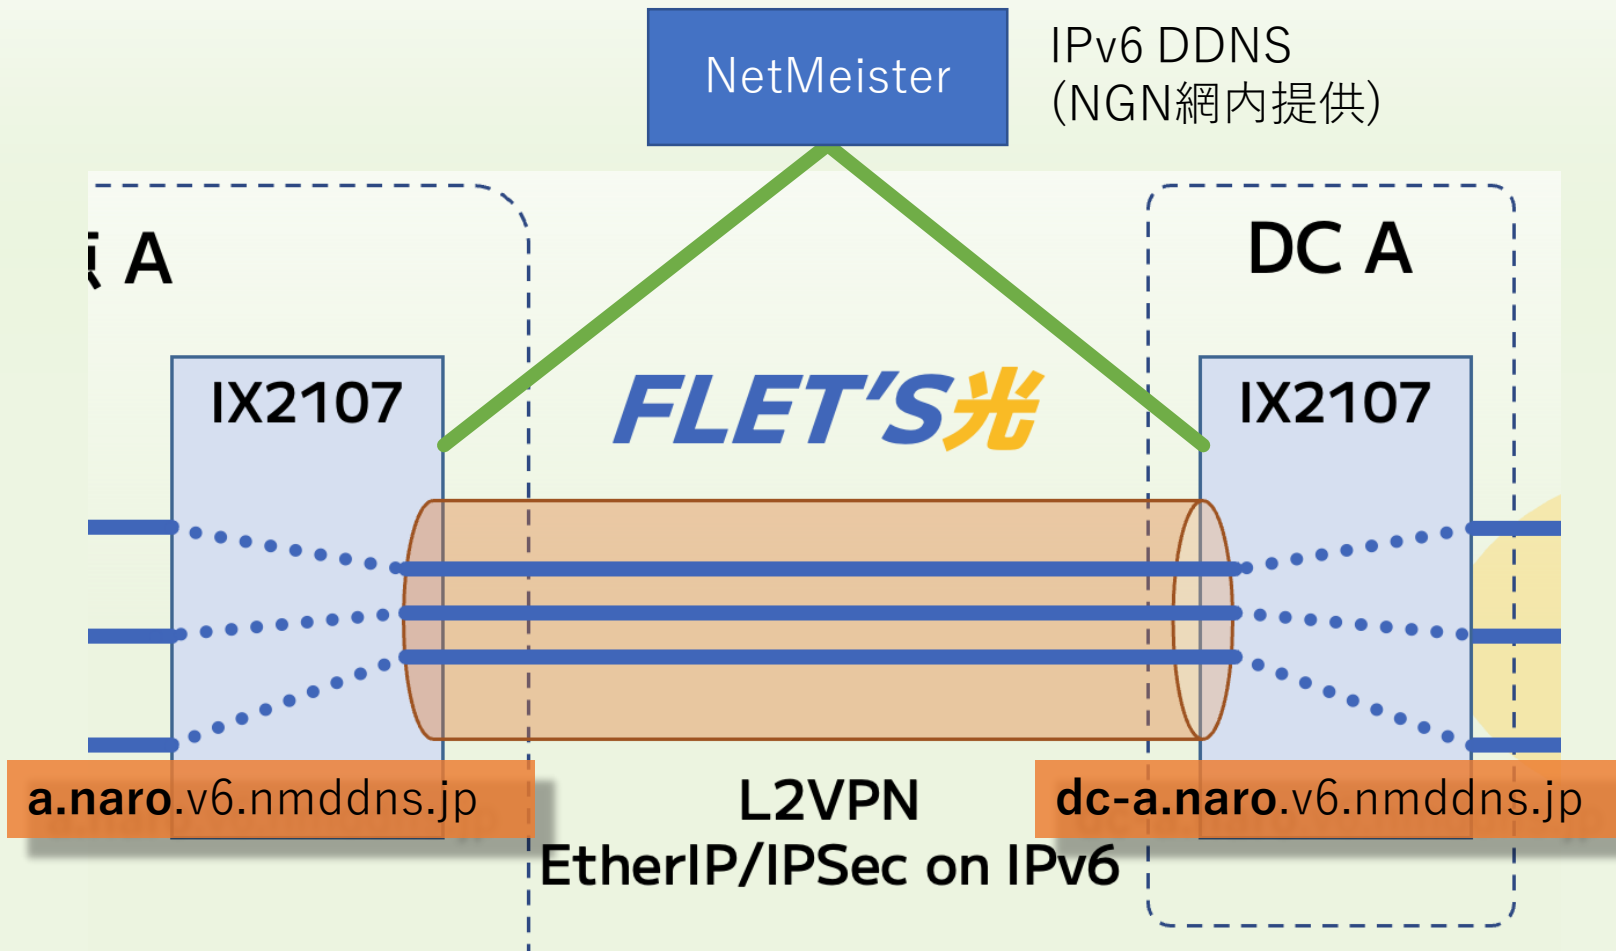 NetMeister
IPv6 DDNS
(NGN網内提供)
A
DC A
IX2107
FLET'S光
IX2107
a.naro.v6.nmddns.jp
L2VPN
dc-a.naro.v6.nmddns.jp
EtherIP/IPSec on IPv6